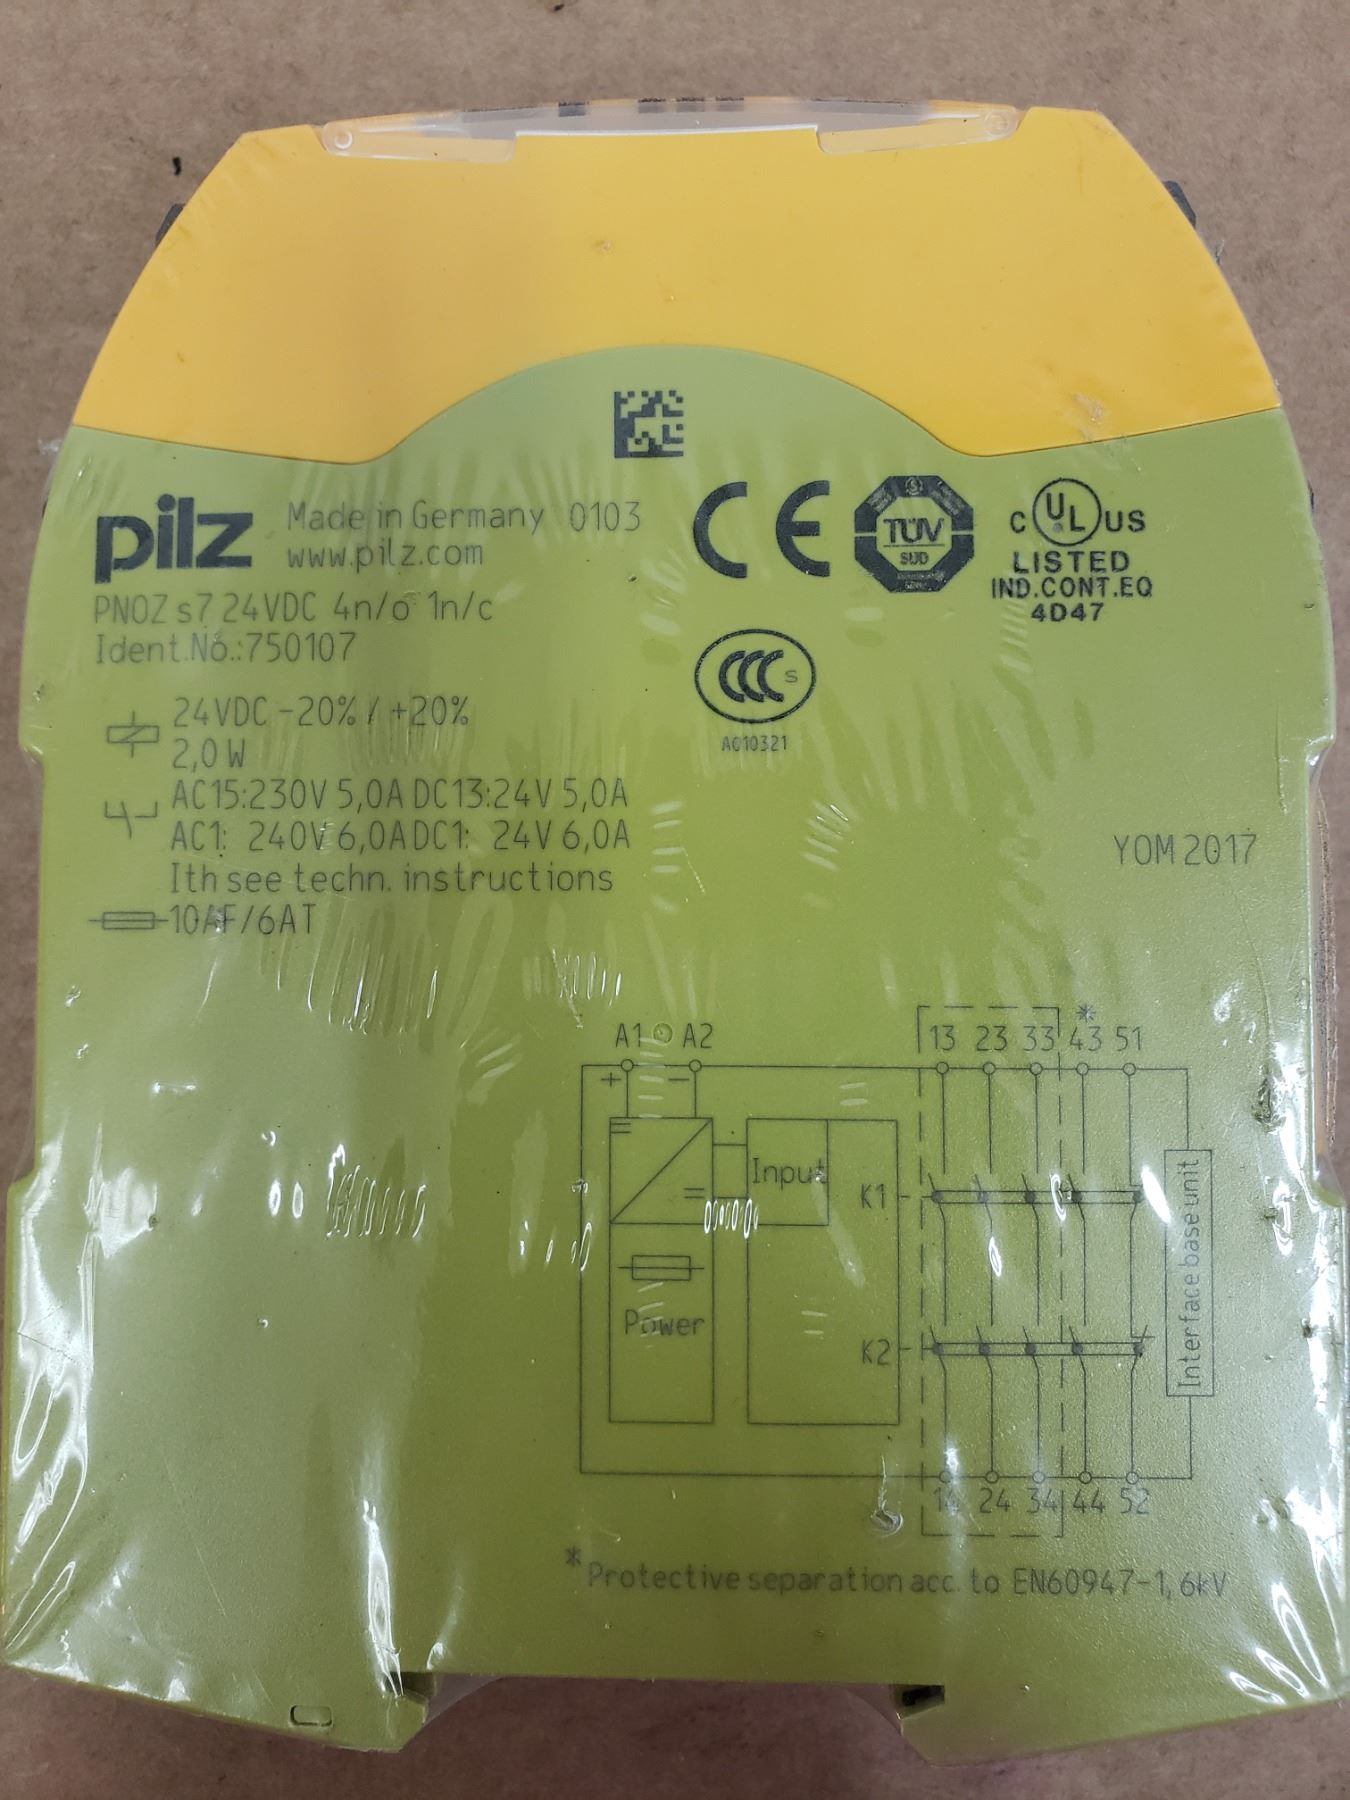 pilz Made in Germany 0103
www.pilz.com
PNOZ s7 24VDC 4n/o 1n/c
Ident.No.:750107
CE
TÜV
SÜD
C UL US
LISTED
IND.CONT.EQ
4D47
CCC S
A010321
24VDC -20% / +20%
2,0 W
AC15:230V 5,0A DC13:24V 5,0A
AC1: 240V 6,0A DC1: 24V 6,0A
Ith see techn. instructions
10AF/6AT
YOM 2017
A1 A2 13 23 33 *43 51
+ −
Input
K1
Power
K2
Interface base unit
14 24 34 44 52
* Protective separation acc. to EN60947-1, 6kV